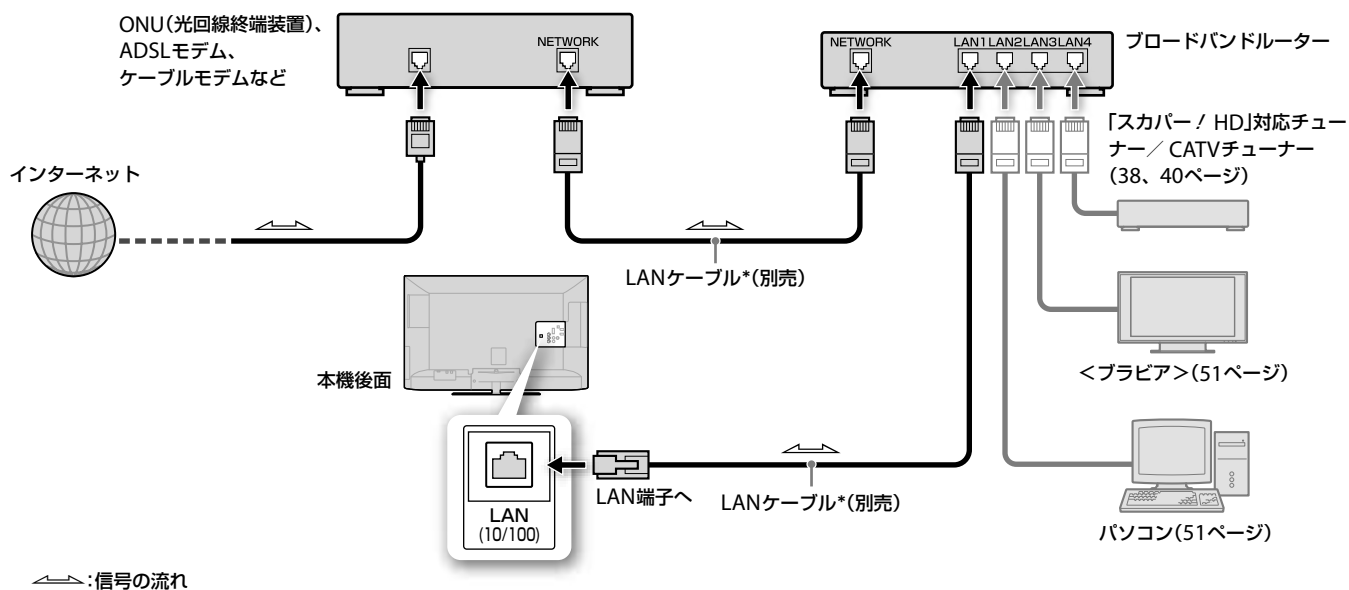 ONU（光回線終端装置）、
ADSLモデム、
ケーブルモデムなど
NETWORK
NETWORK
LAN1 LAN2 LAN3 LAN4
ブロードバンドルーター
「スカパー！HD」対応チュー
ナー／CATVチューナー
（38、40ページ）
インターネット
LANケーブル*（別売）
本機後面
＜ブラビア＞（51ページ）
LAN
(10/100)
LAN端子へ
LANケーブル*（別売）
パソコン（51ページ）
：信号の流れ